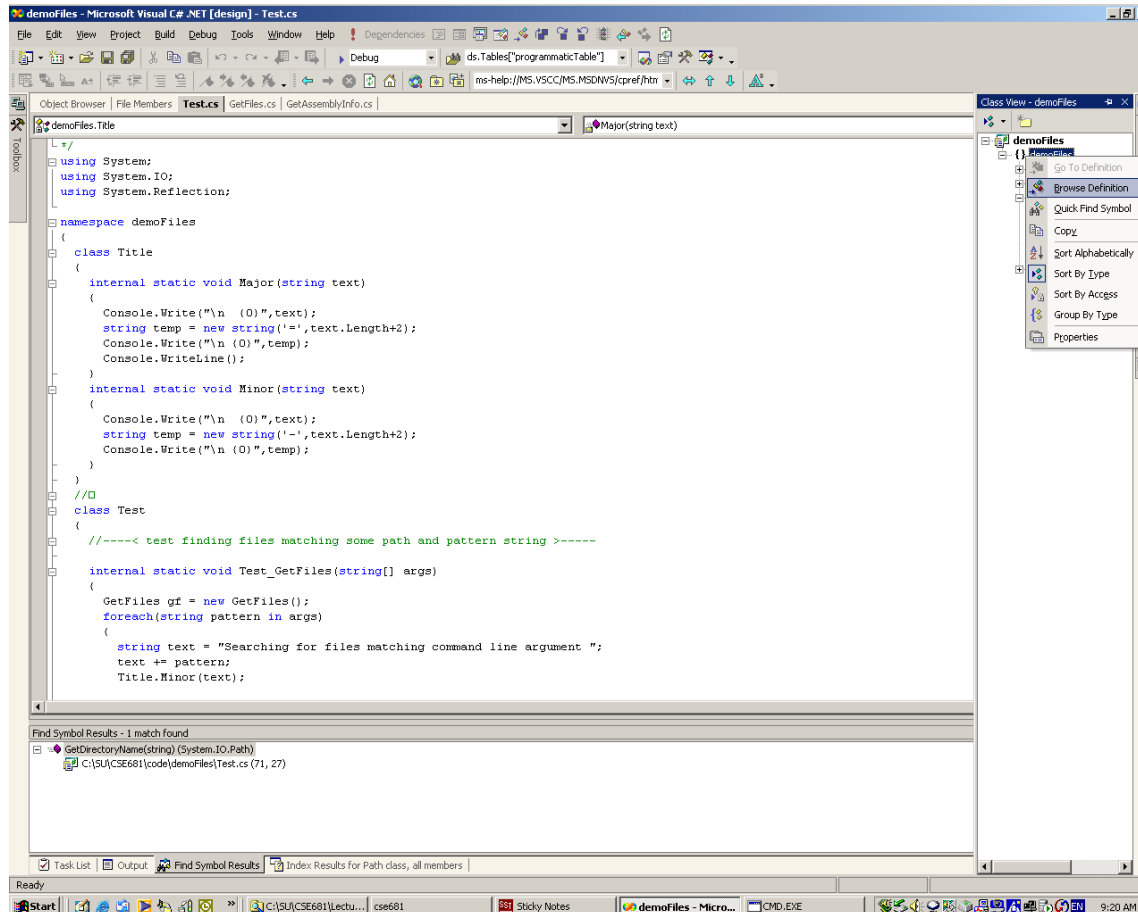 demoFiles - Microsoft Visual C# .NET [design] - Test.cs
File Edit View Project Build Debug Tools Window Help Dependencies
Debug ds.Tables["programmaticTable"]
ms-help://MS.VSCC/MS.MSDNVS/cpref/htm
Object Browser File Members Test.cs GetFiles.cs GetAssemblyInfo.cs
demoFiles.Title Major(string text)
Toolbox
*/
using System;
using System.IO;
using System.Reflection;
namespace demoFiles
{
class Title
{
internal static void Major(string text)
{
Console.Write("\n  {0}",text);
string temp = new string('=',text.Length+2);
Console.Write("\n {0}",temp);
Console.WriteLine();
}
internal static void Minor(string text)
{
Console.Write("\n  {0}",text);
string temp = new string('-',text.Length+2);
Console.Write("\n {0}",temp);
}
}
//□
class Test
{
//----< test finding files matching some path and pattern string >-----
internal static void Test_GetFiles(string[] args)
{
GetFiles gf = new GetFiles();
foreach(string pattern in args)
{
string text = "Searching for files matching command line argument ";
text += pattern;
Title.Minor(text);
Class View - demoFiles
demoFiles
{} demoFiles
Go To Definition
Browse Definition
Quick Find Symbol
Copy
Sort Alphabetically
Sort By Type
Sort By Access
Group By Type
Properties
Find Symbol Results - 1 match found
GetDirectoryName(string) (System.IO.Path)
C:\SU\CSE681\code\demoFiles\Test.cs (71, 27)
Task List Output Find Symbol Results Index Results for Path class, all members
Ready
Start » C:\SU\CSE681\Lectu... cse681 SST Sticky Notes demoFiles - Micro... CMD.EXE EN 9:20 AM